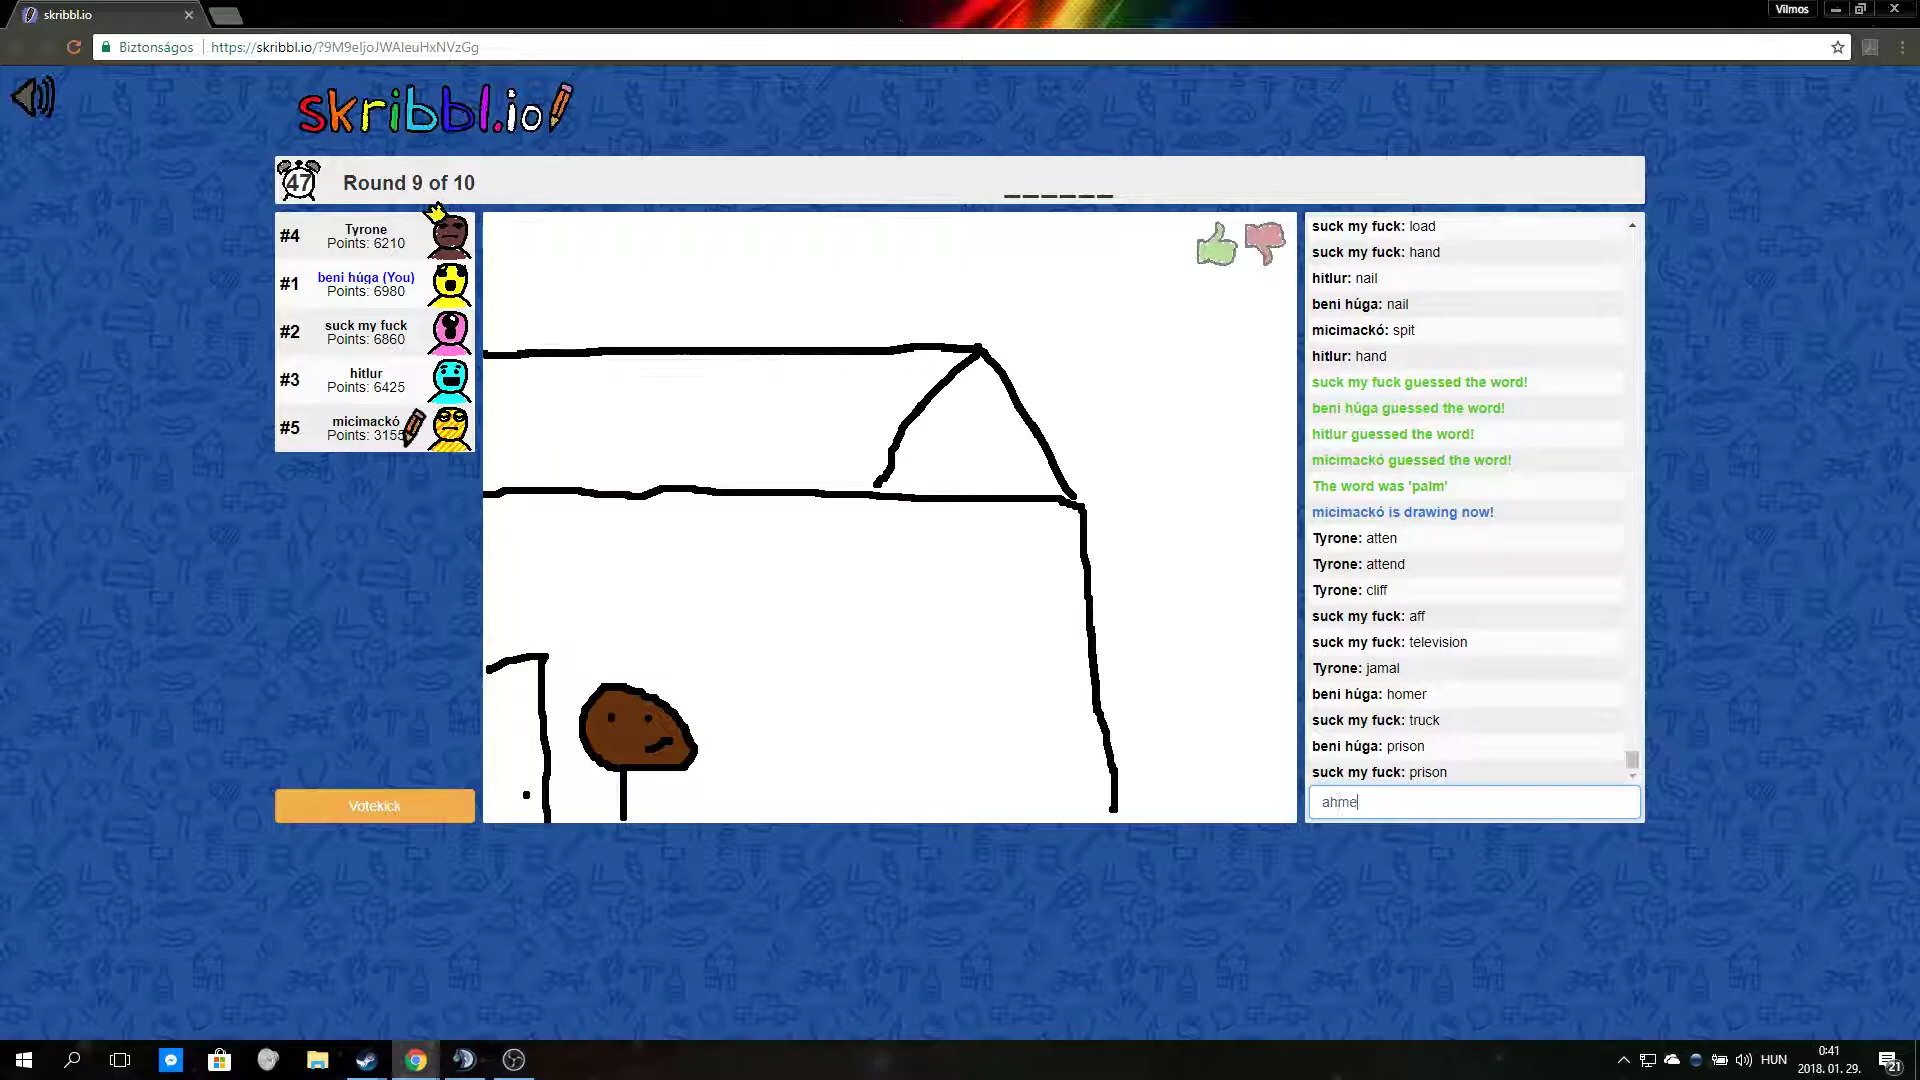 skribbl.io
Vilmos
Biztonságos https://skribbl.io/?9M9eIjoJWAleuHxNVzGg
skribbl.io
47 Round 9 of 10 ______
#4 Tyrone
Points: 6210
#1 beni húga (You)
Points: 6980
#2 suck my fuck
Points: 6860
#3 hitlur
Points: 6425
#5 micimackó
Points: 3155
Votekick
suck my fuck: load
suck my fuck: hand
hitlur: nail
beni húga: nail
micimackó: spit
hitlur: hand
suck my fuck guessed the word!
beni húga guessed the word!
hitlur guessed the word!
micimackó guessed the word!
The word was 'palm'
micimackó is drawing now!
Tyrone: atten
Tyrone: attend
Tyrone: cliff
suck my fuck: aff
suck my fuck: television
Tyrone: jamal
beni húga: homer
suck my fuck: truck
beni húga: prison
suck my fuck: prison
ahme
HUN
0:41
2018. 01. 29.
21